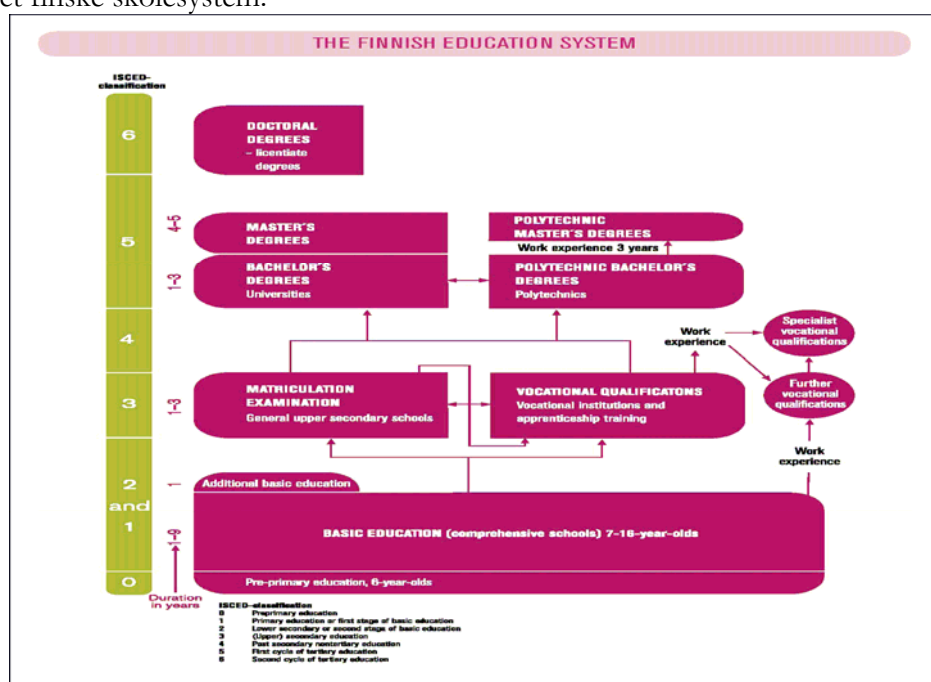 et finske skolesystem.
THE FINNISH EDUCATION SYSTEM
ISCED-
classification
6
DOCTORAL
DEGREES
– licentiate
degrees
5
4–5
MASTER'S
DEGREES
POLYTECHNIC
MASTER'S DEGREES
Work experience 3 years
1–3
BACHELOR'S
DEGREES
Universities
POLYTECHNIC BACHELOR'S
DEGREES
Polytechnics
4
Work
experience
Specialist
vocational
qualifications
3
1–3
MATRICULATION
EXAMINATION
General upper secondary schools
VOCATIONAL QUALIFICATONS
Vocational institutions and
apprenticeship training
Further
vocational
qualifications
Work
experience
2
and
1
1
Additional basic education
1–9
BASIC EDUCATION (comprehensive schools) 7–16-year-olds
0
Pre-primary education, 6-year-olds
Duration
in years
ISCED-classification
0 Preprimary education
1 Primary education or first stage of basic education
2 Lower secondary or second stage of basic education
3 (Upper) secondary education
4 Post secondary nontertiary education
5 First cycle of tertiary education
6 Second cycle of tertiary education